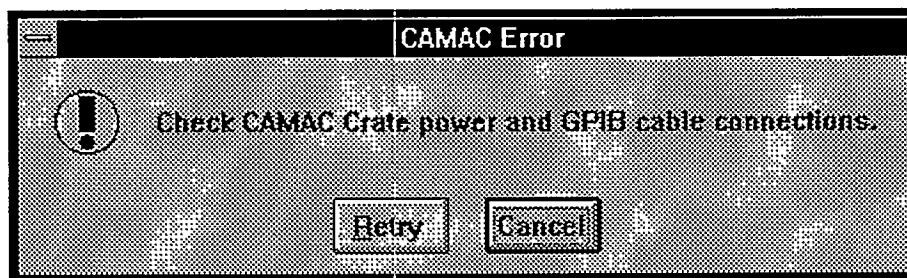 CAMAC Error
Check CAMAC Crate power and GPIB cable connections.
Retry
Cancel